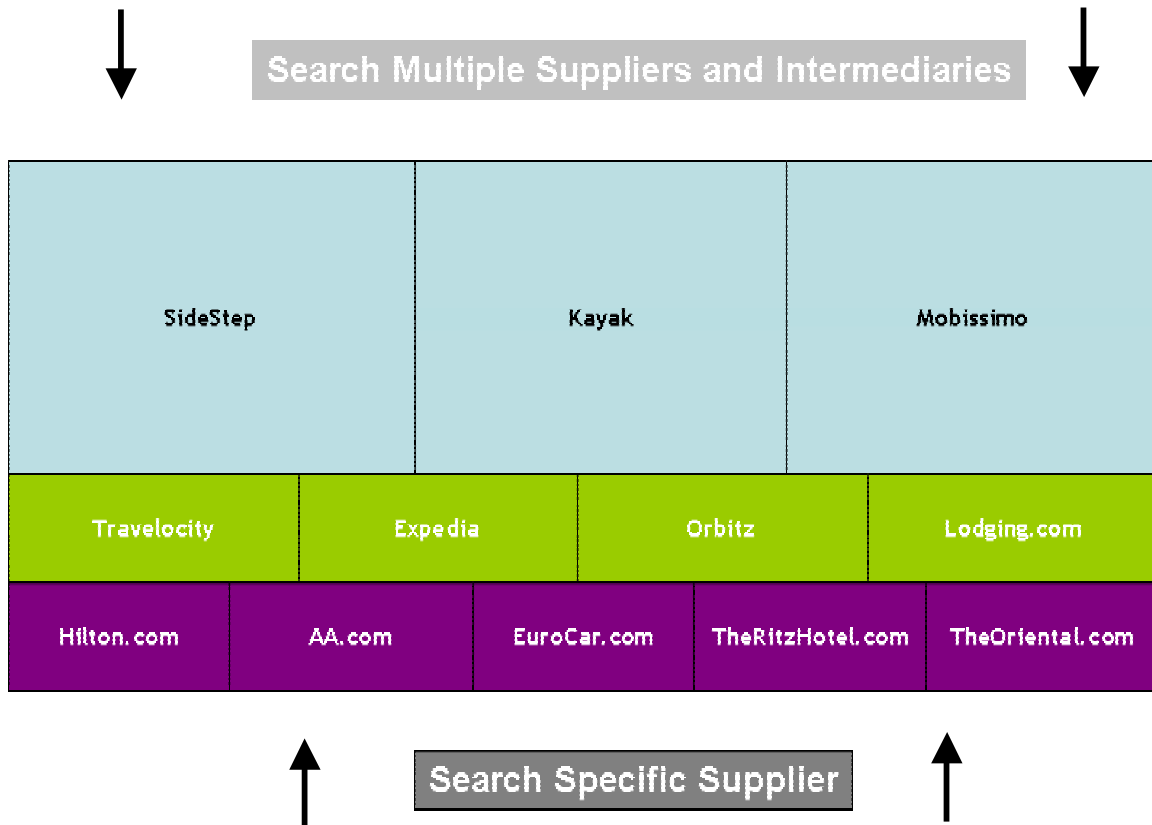 Search Multiple Suppliers and Intermediaries
SideStep
Kayak
Mobissimo
Travelocity
Expedia
Orbitz
Lodging.com
Hilton.com
AA.com
EuroCar.com
TheRitzHotel.com
TheOriental.com
Search Specific Supplier